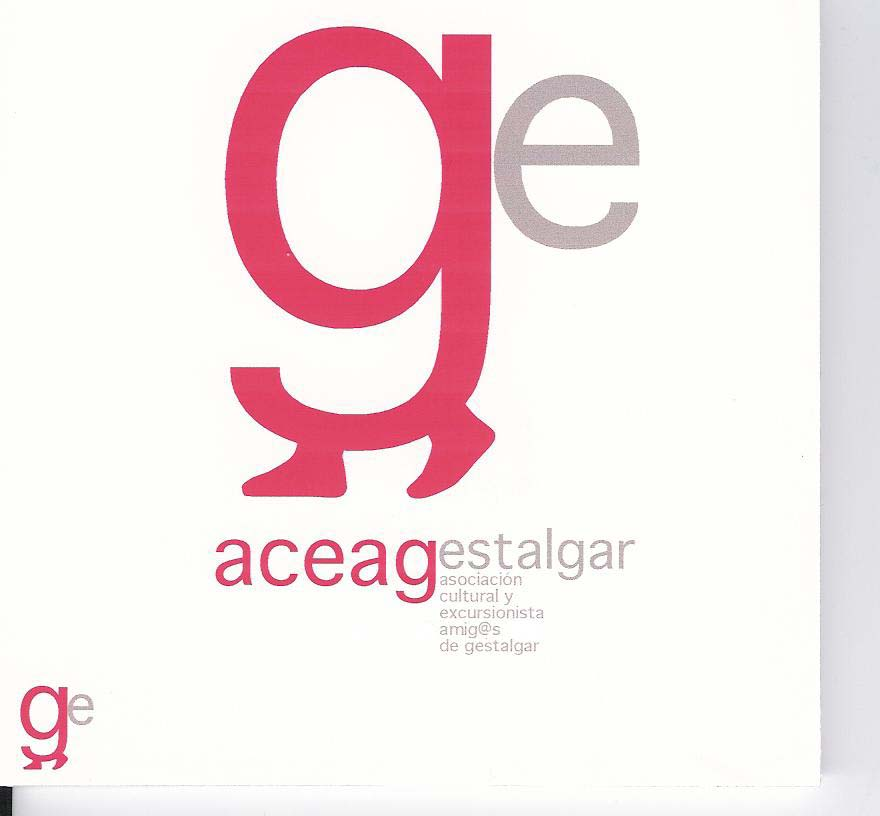 ge
aceagestalgar
asociación
cultural y
excursionista
amig@s
de gestalgar
ge